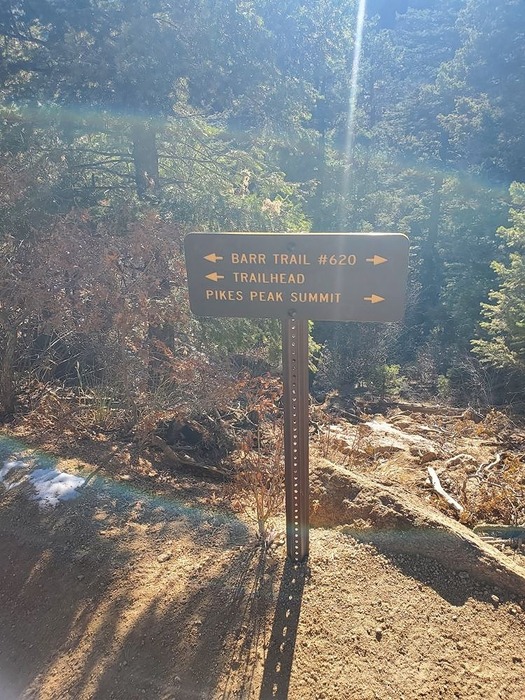 ← BARR TRAIL #620 →
← TRAILHEAD
PIKES PEAK SUMMIT →